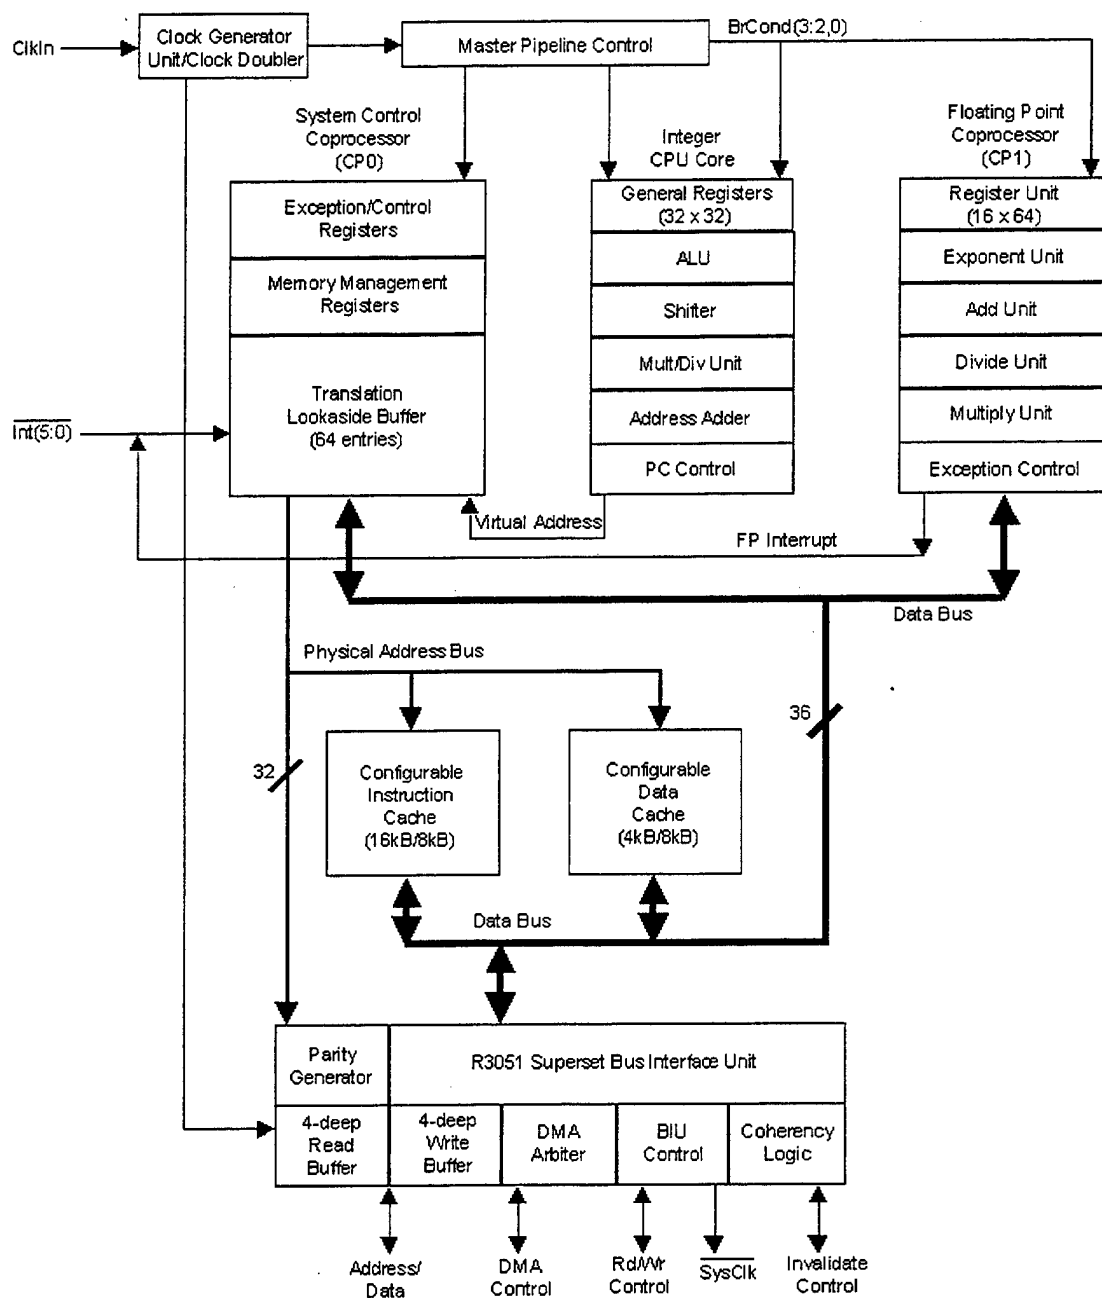 ClkIn
Clock Generator
Unit/Clock Doubler
Master Pipeline Control
BrCond(3:2,0)
System Control
Coprocessor
(CP0)
Integer
CPU Core
Floating Point
Coprocessor
(CP1)
Exception/Control
Registers
Memory Management
Registers
Translation
Lookaside Buffer
(64 entries)
General Registers
(32 x 32)
ALU
Shifter
Mult/Div Unit
Address Adder
PC Control
Register Unit
(16 x 64)
Exponent Unit
Add Unit
Divide Unit
Multiply Unit
Exception Control
Int(5:0)
Virtual Address
FP Interrupt
Data Bus
Physical Address Bus
36
32
Configurable
Instruction
Cache
(16kB/8kB)
Configurable
Data
Cache
(4kB/8kB)
Data Bus
Parity
Generator
R3051 Superset Bus Interface Unit
4-deep
Read
Buffer
4-deep
Write
Buffer
DMA
Arbiter
BIU
Control
Coherency
Logic
Address/
Data
DMA
Control
Rd/Wr
Control
SysClk
Invalidate
Control